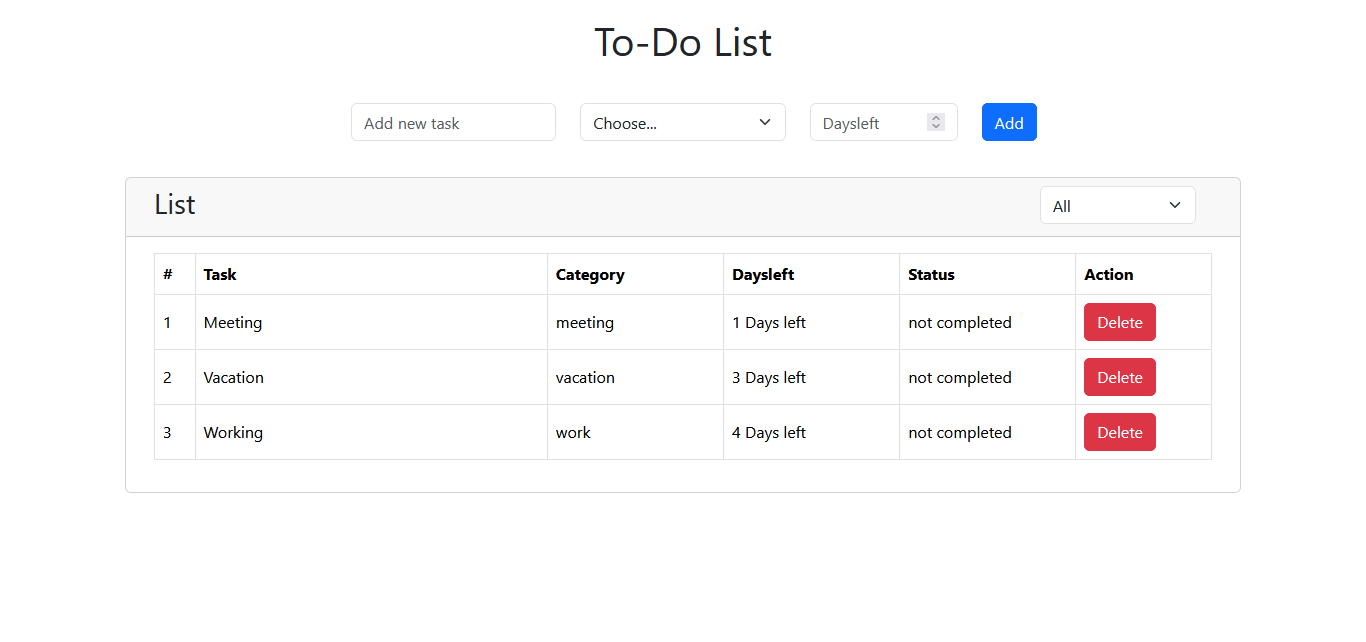 To-Do List
Add new task Choose... Daysleft Add
List All
# Task Category Daysleft Status Action
1 Meeting meeting 1 Days left not completed Delete
2 Vacation vacation 3 Days left not completed Delete
3 Working work 4 Days left not completed Delete